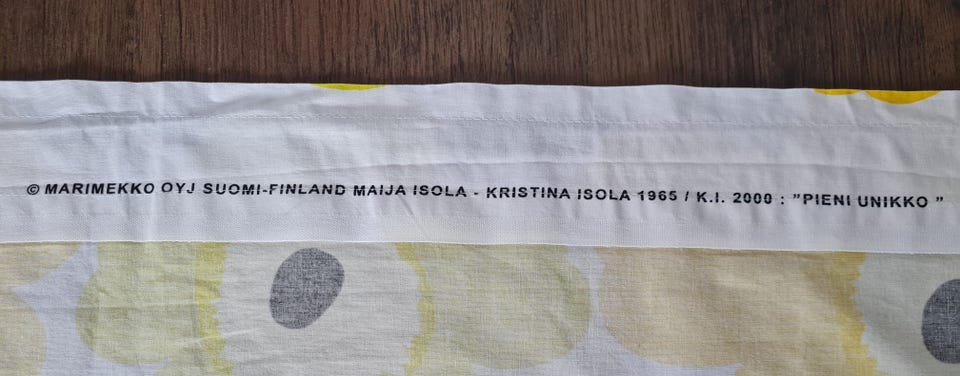 © MARIMEKKO OYJ SUOMI-FINLAND MAIJA ISOLA - KRISTINA ISOLA 1965 / K.I. 2000 : ”PIENI UNIKKO ”